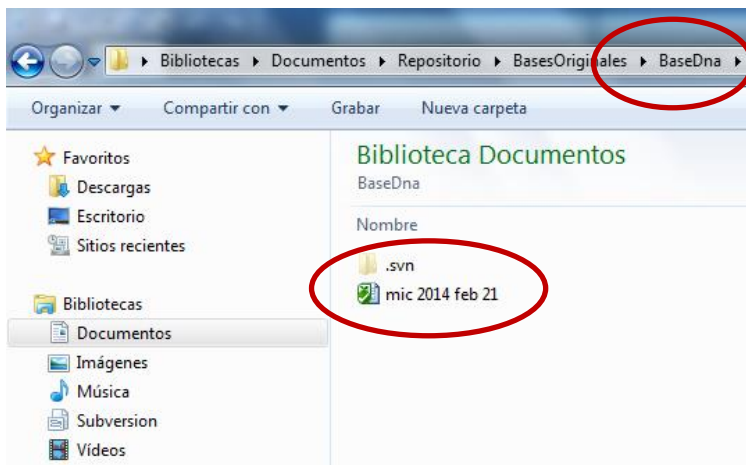 Bibliotecas Documentos Repositorio BasesOriginales BaseDna
Organizar Compartir con Grabar Nueva carpeta
Favoritos
Descargas
Escritorio
Sitios recientes
Bibliotecas
Documentos
Imágenes
Música
Subversion
Vídeos
Biblioteca Documentos
BaseDna
Nombre
.svn
mic 2014 feb 21